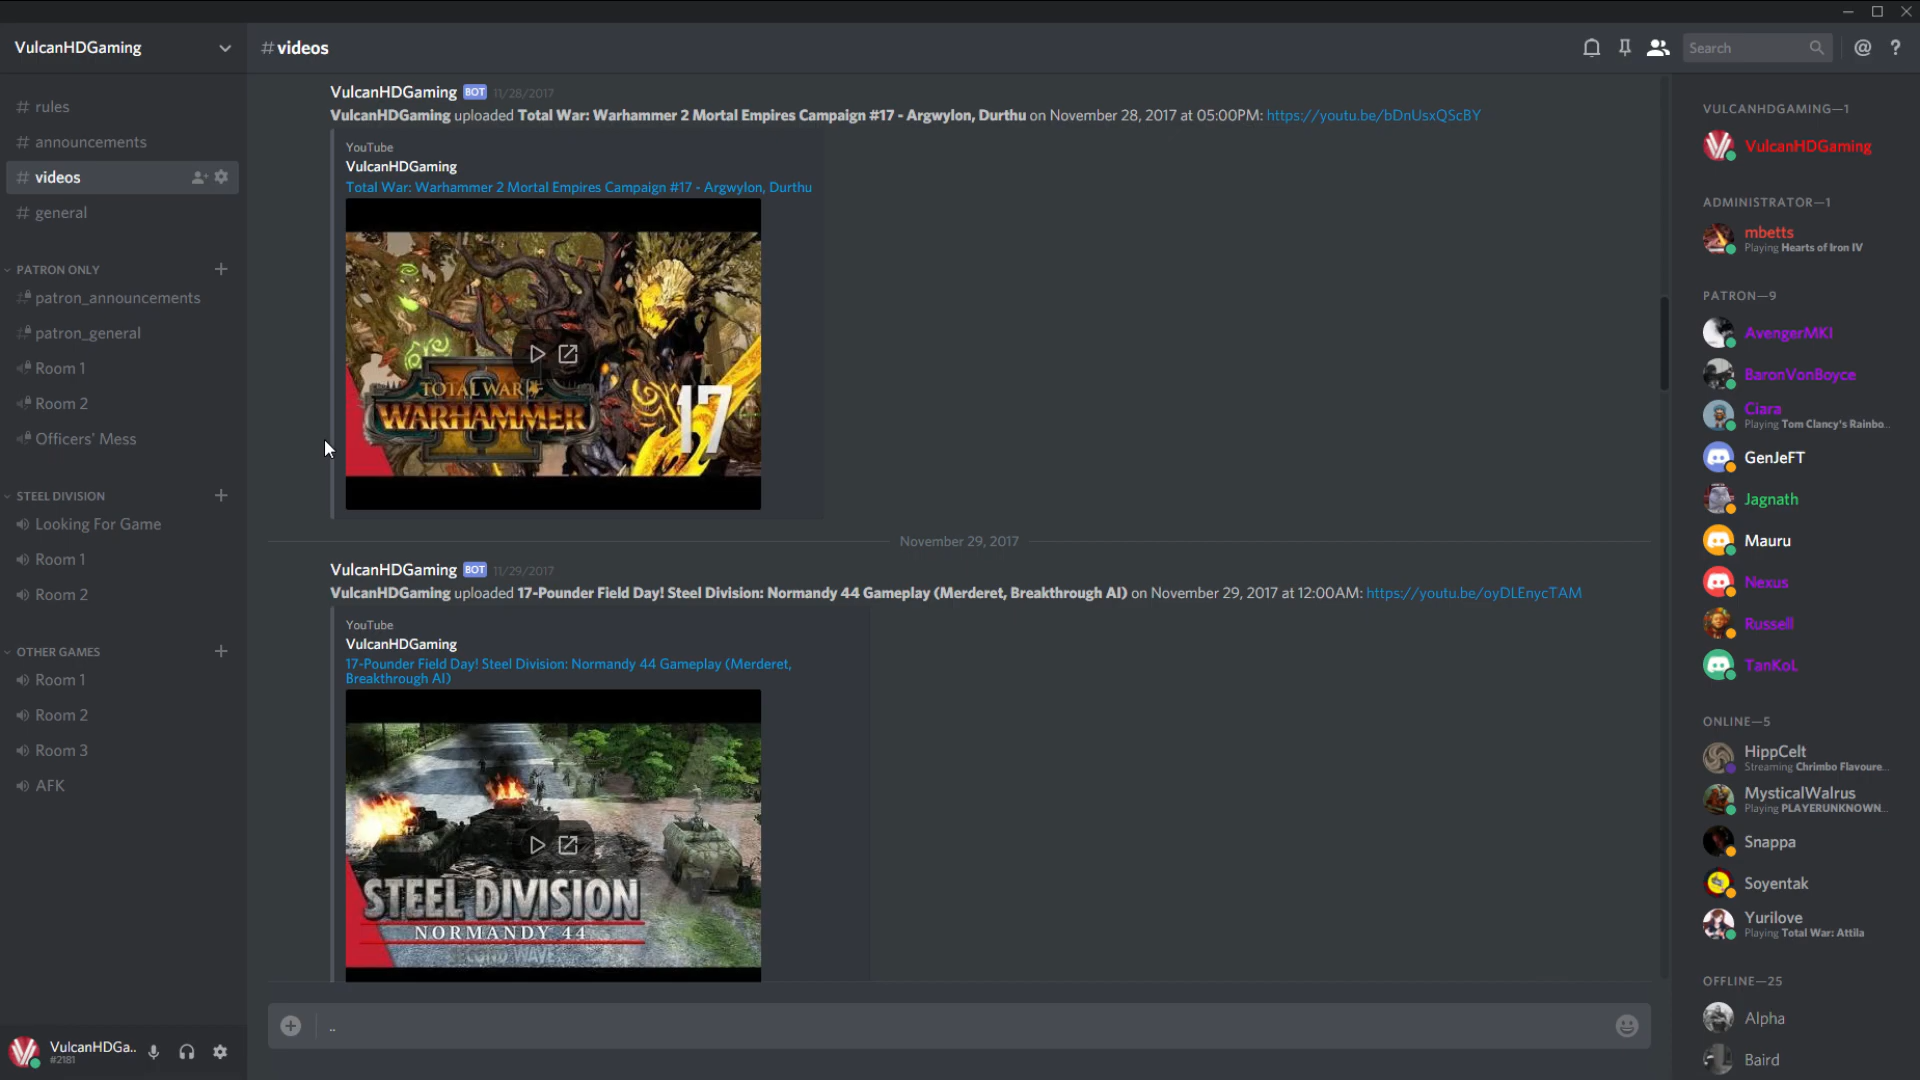 VulcanHDGaming
# videos
Search
# rules
# announcements
# videos
# general
PATRON ONLY
patron_announcements
patron_general
Room 1
Room 2
Officers' Mess
STEEL DIVISION
Looking For Game
Room 1
Room 2
OTHER GAMES
Room 1
Room 2
Room 3
AFK
VulcanHDGa..
#2181
VulcanHDGaming BOT 11/28/2017
VulcanHDGaming uploaded Total War: Warhammer 2 Mortal Empires Campaign #17 - Argwylon, Durthu on November 28, 2017 at 05:00PM: https://youtu.be/bDnUsxQScBY
YouTube
VulcanHDGaming
Total War: Warhammer 2 Mortal Empires Campaign #17 - Argwylon, Durthu
TOTAL WAR
WARHAMMER
II
17
November 29, 2017
VulcanHDGaming BOT 11/29/2017
VulcanHDGaming uploaded 17-Pounder Field Day! Steel Division: Normandy 44 Gameplay (Merderet, Breakthrough AI) on November 29, 2017 at 12:00AM: https://youtu.be/oyDLEnycTAM
YouTube
VulcanHDGaming
17-Pounder Field Day! Steel Division: Normandy 44 Gameplay (Merderet,
Breakthrough AI)
STEEL DIVISION
NORMANDY 44
SECOND WAVE
..
VULCANHDGAMING—1
VulcanHDGaming
ADMINISTRATOR—1
mbetts
Playing Hearts of Iron IV
PATRON—9
AvengerMKI
BaronVonBoyce
Ciara
Playing Tom Clancy's Rainbo...
GenJeFT
Jagnath
Mauru
Nexus
Russell
TanKoL
ONLINE—5
HippCelt
Streaming Chrimbo Flavoure...
MysticalWalrus
Playing PLAYERUNKNOWN...
Snappa
Soyentak
Yurilove
Playing Total War: Attila
OFFLINE—25
Alpha
Baird